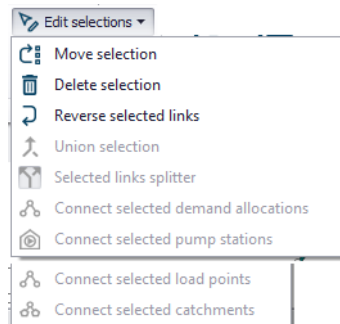 Edit selections
Move selection
Delete selection
Reverse selected links
Union selection
Selected links splitter
Connect selected demand allocations
Connect selected pump stations
Connect selected load points
Connect selected catchments